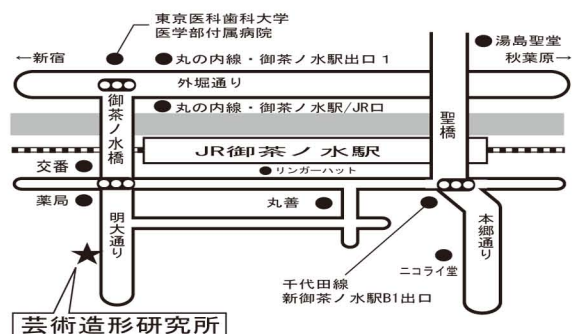 東京医科歯科大学
医学部付属病院
←新宿
丸の内線・御茶ノ水駅出口1
湯島聖堂
秋葉原→
外堀通り
丸の内線・御茶ノ水駅/JR口
御茶ノ水橋
聖橋
JR御茶ノ水駅
交番
リンガーハット
薬局
丸善
明大通り
本郷通り
千代田線
新御茶ノ水駅B1出口
ニコライ堂
芸術造形研究所